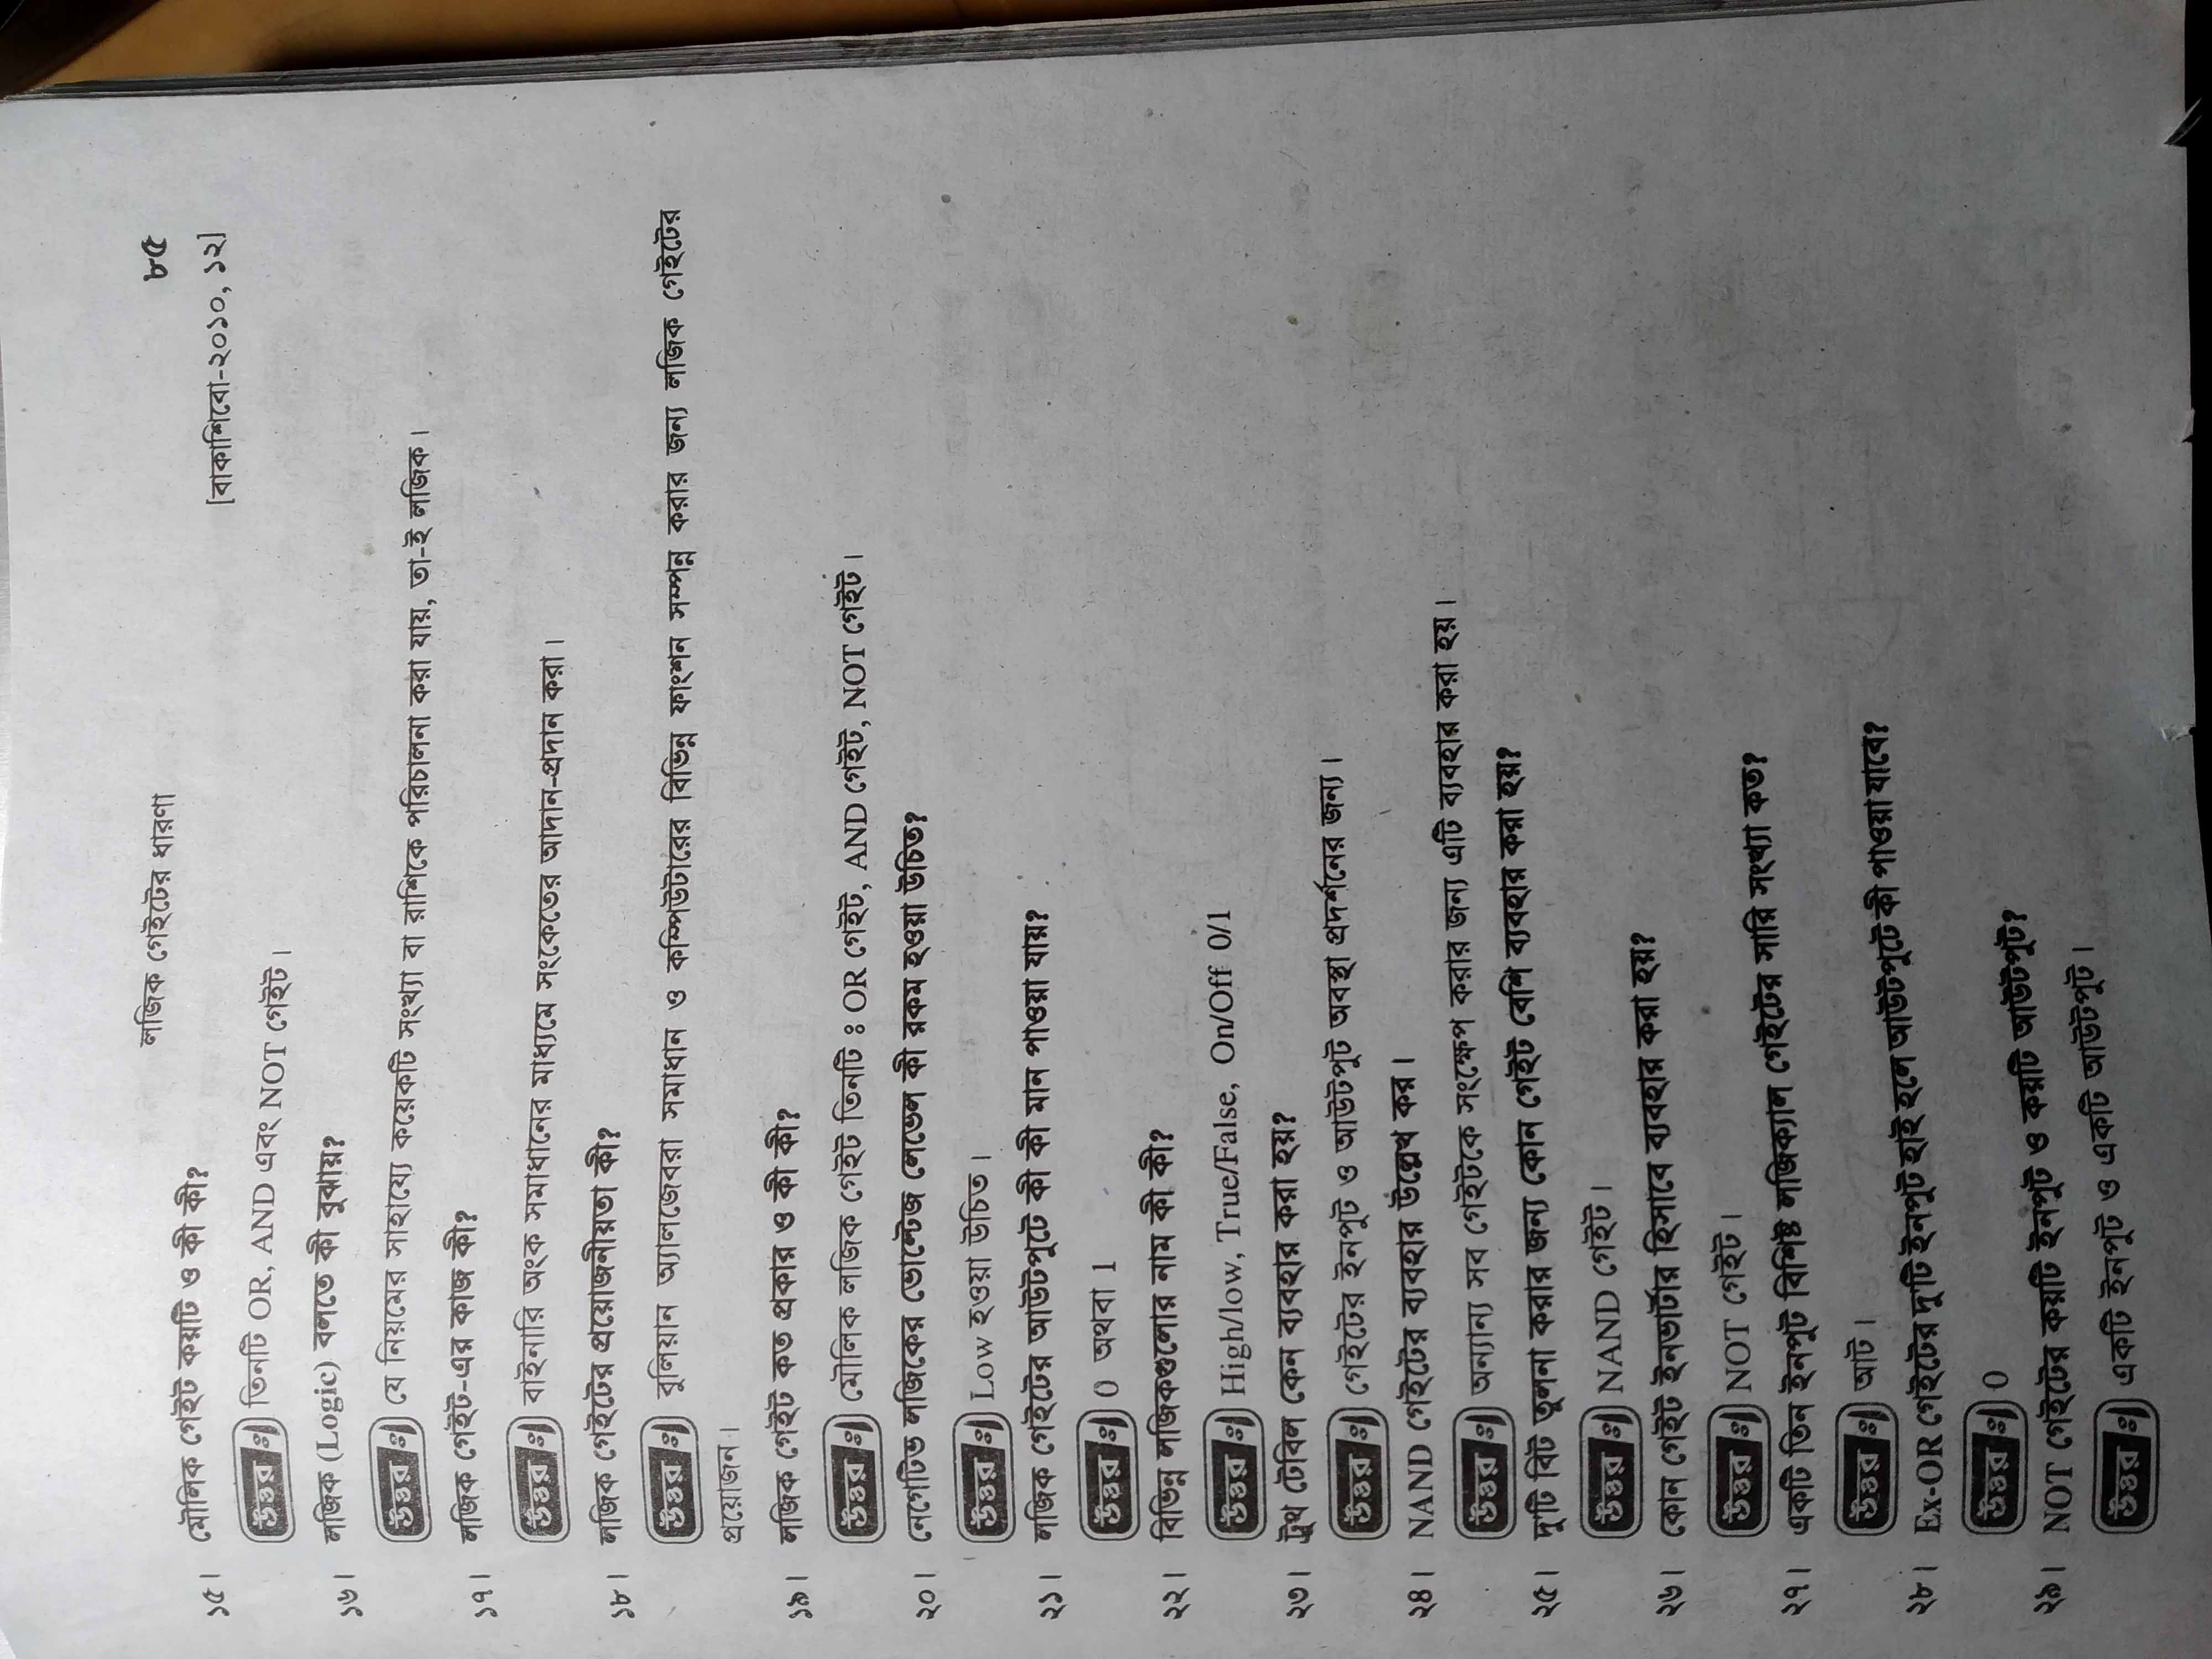 লজিক গেইটের ধারণা
৮৫
১৫। মৌলিক গেইট কয়টি ও কী কী?
[বাকাশিবো-২০১০, ১২]
উত্তর ঃ তিনটি OR, AND এবং NOT গেইট।
১৬। লজিক (Logic) বলতে কী বুঝায়?
উত্তর ঃ যে নিয়মের সাহায্যে কয়েকটি সংখ্যা বা রাশিকে পরিচালনা করা যায়, তা-ই লজিক।
১৭। লজিক গেইট-এর কাজ কী?
উত্তর ঃ বাইনারি অংক সমাধানের মাধ্যমে সংকেতের আদান-প্রদান করা।
১৮। লজিক গেইটের প্রয়োজনীয়তা কী?
উত্তর ঃ বুলিয়ান অ্যালজেবরা সমাধান ও কম্পিউটারের বিভিন্ন ফাংশন সম্পন্ন করার জন্য লজিক গেইটের
প্রয়োজন।
১৯। লজিক গেইট কত প্রকার ও কী কী?
উত্তর ঃ মৌলিক লজিক গেইট তিনটি ঃ OR গেইট, AND গেইট, NOT গেইট।
২০। নেগেটিভ লজিকের ভোল্টেজ লেভেল কী রকম হওয়া উচিত?
উত্তর ঃ Low হওয়া উচিত।
২১। লজিক গেইটের আউটপুটে কী কী মান পাওয়া যায়?
উত্তর ঃ 0 অথবা 1
২২। বিভিন্ন লজিকগুলোর নাম কী কী?
উত্তর ঃ High/low, True/False, On/Off 0/1
২৩। ট্রুথ টেবিল কেন ব্যবহার করা হয়?
উত্তর ঃ গেইটের ইনপুট ও আউটপুট অবস্থা প্রদর্শনের জন্য।
২৪। NAND গেইটের ব্যবহার উল্লেখ কর।
উত্তর ঃ অন্যান্য সব গেইটকে সংক্ষেপ করার জন্য এটি ব্যবহার করা হয়।
২৫। দু'টি বিট তুলনা করার জন্য কোন গেইট বেশি ব্যবহার করা হয়?
উত্তর ঃ NAND গেইট।
২৬। কোন গেইট ইনভার্টার হিসাবে ব্যবহার করা হয়?
উত্তর ঃ NOT গেইট।
২৭। একটি তিন ইনপুট বিশিষ্ট লজিক্যাল গেইটের সারি সংখ্যা কত?
উত্তর ঃ আট।
২৮। Ex-OR গেইটের দু'টি ইনপুট হাই হলে আউটপুটে কী পাওয়া যাবে?
উত্তর ঃ 0
২৯। NOT গেইটের কয়টি ইনপুট ও কয়টি আউটপুট?
উত্তর ঃ একটি ইনপুট ও একটি আউটপুট।